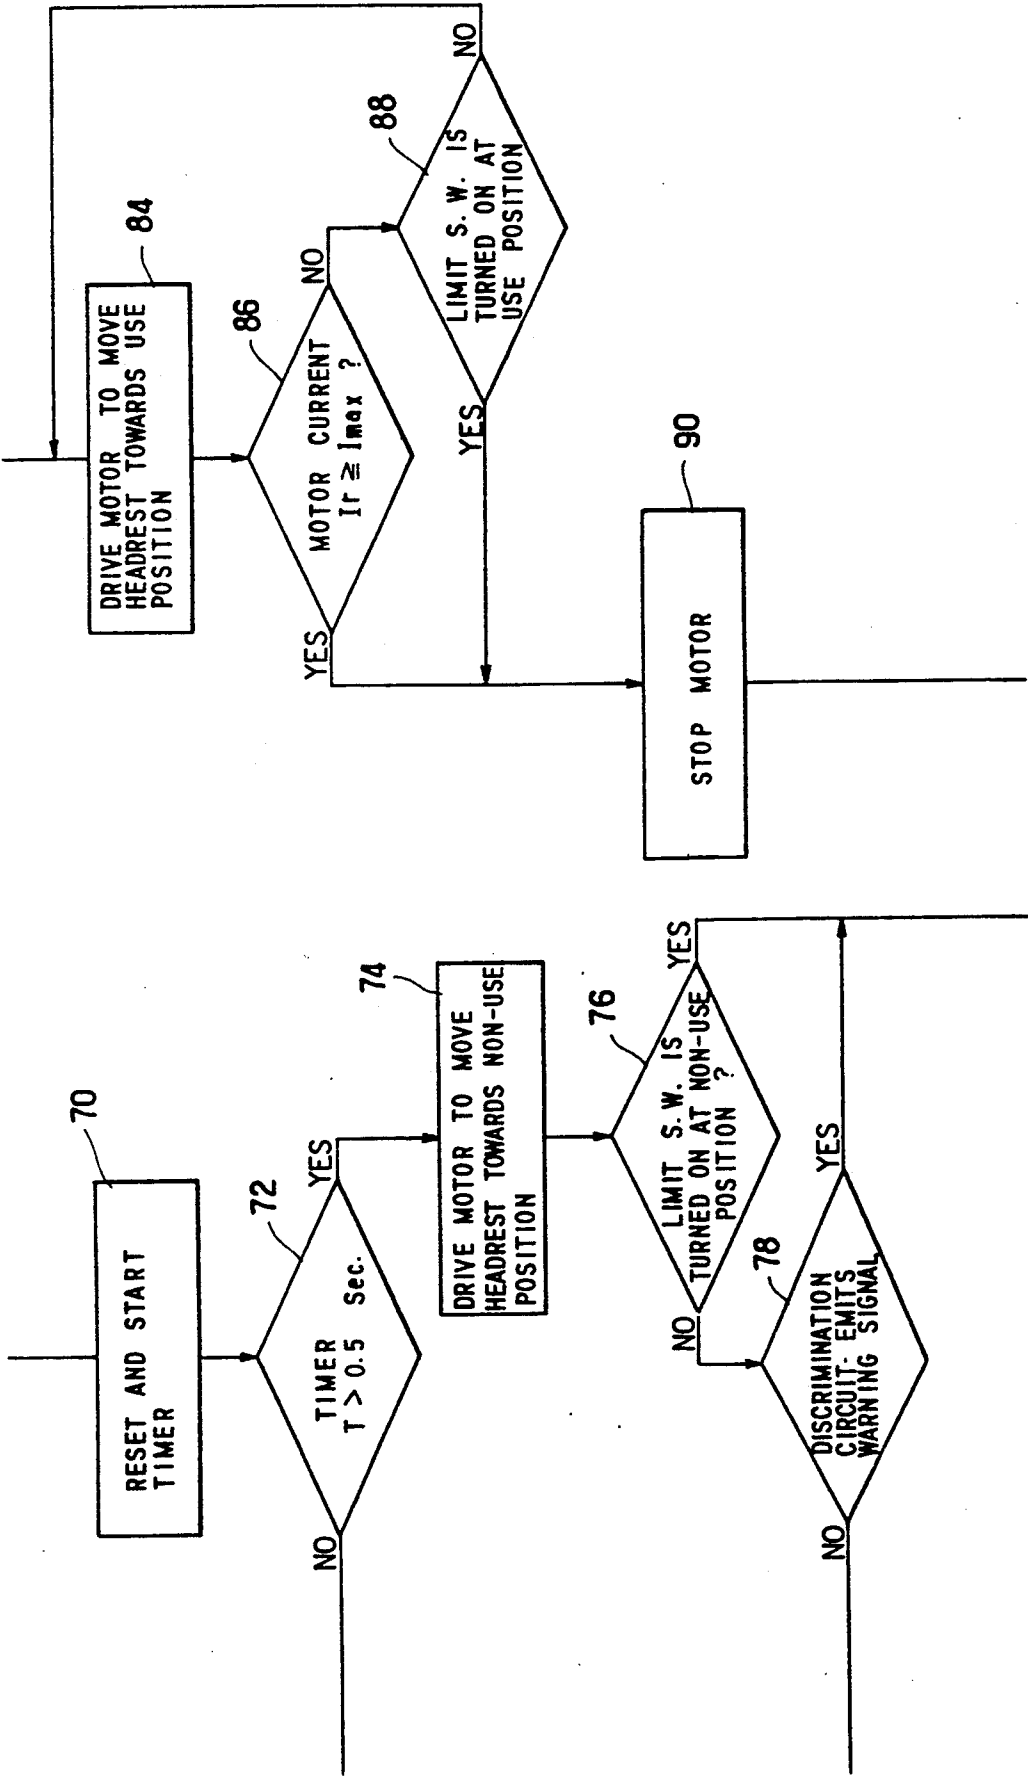 70
RESET AND START
TIMER
72
TIMER
T > 0.5 Sec.
NO
YES
74
DRIVE MOTOR TO MOVE
HEADREST TOWARDS NON-USE
POSITION
76
LIMIT S.W. IS
TURNED ON AT NON-USE
POSITION ?
NO
YES
78
DISCRIMINATION
CIRCUIT- EMITS
WARNING SIGNAL
NO
YES
84
DRIVE MOTOR TO MOVE
HEADREST TOWARDS USE
POSITION
86
MOTOR CURRENT
Ir ≧ Imax ?
YES
NO
88
LIMIT S.W. IS
TURNED ON AT
USE POSITION
YES
NO
90
STOP MOTOR